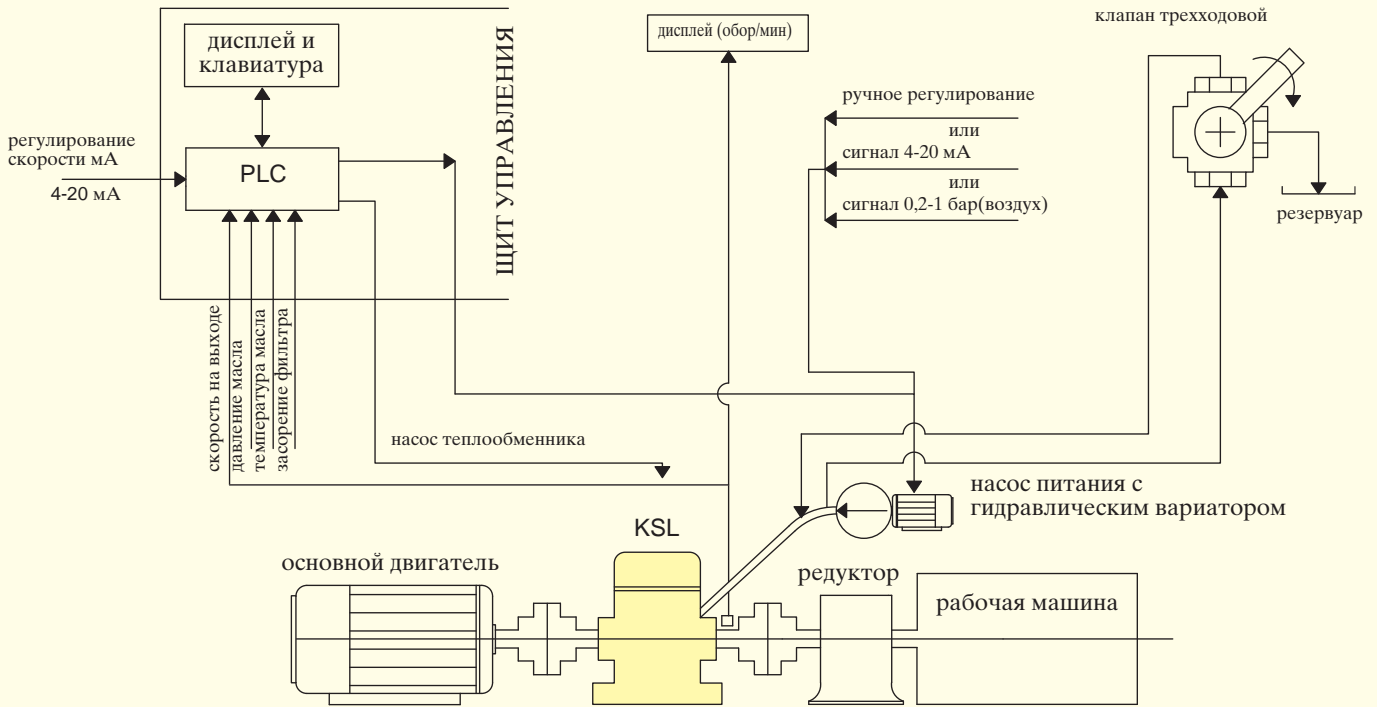 дисплей и
клавиатура
регулирование
скорости мА
4-20 мА
PLC
ЩИТ УПРАВЛЕНИЯ
скорость на выходе
давление масла
температура масла
засорение фильтра
насос теплообменника
дисплей (обор/мин)
ручное регулирование
или
сигнал 4-20 мА
или
сигнал 0,2-1 бар(воздух)
клапан трехходовой
резервуар
насос питания с
гидравлическим вариатором
KSL
основной двигатель
редуктор
рабочая машина